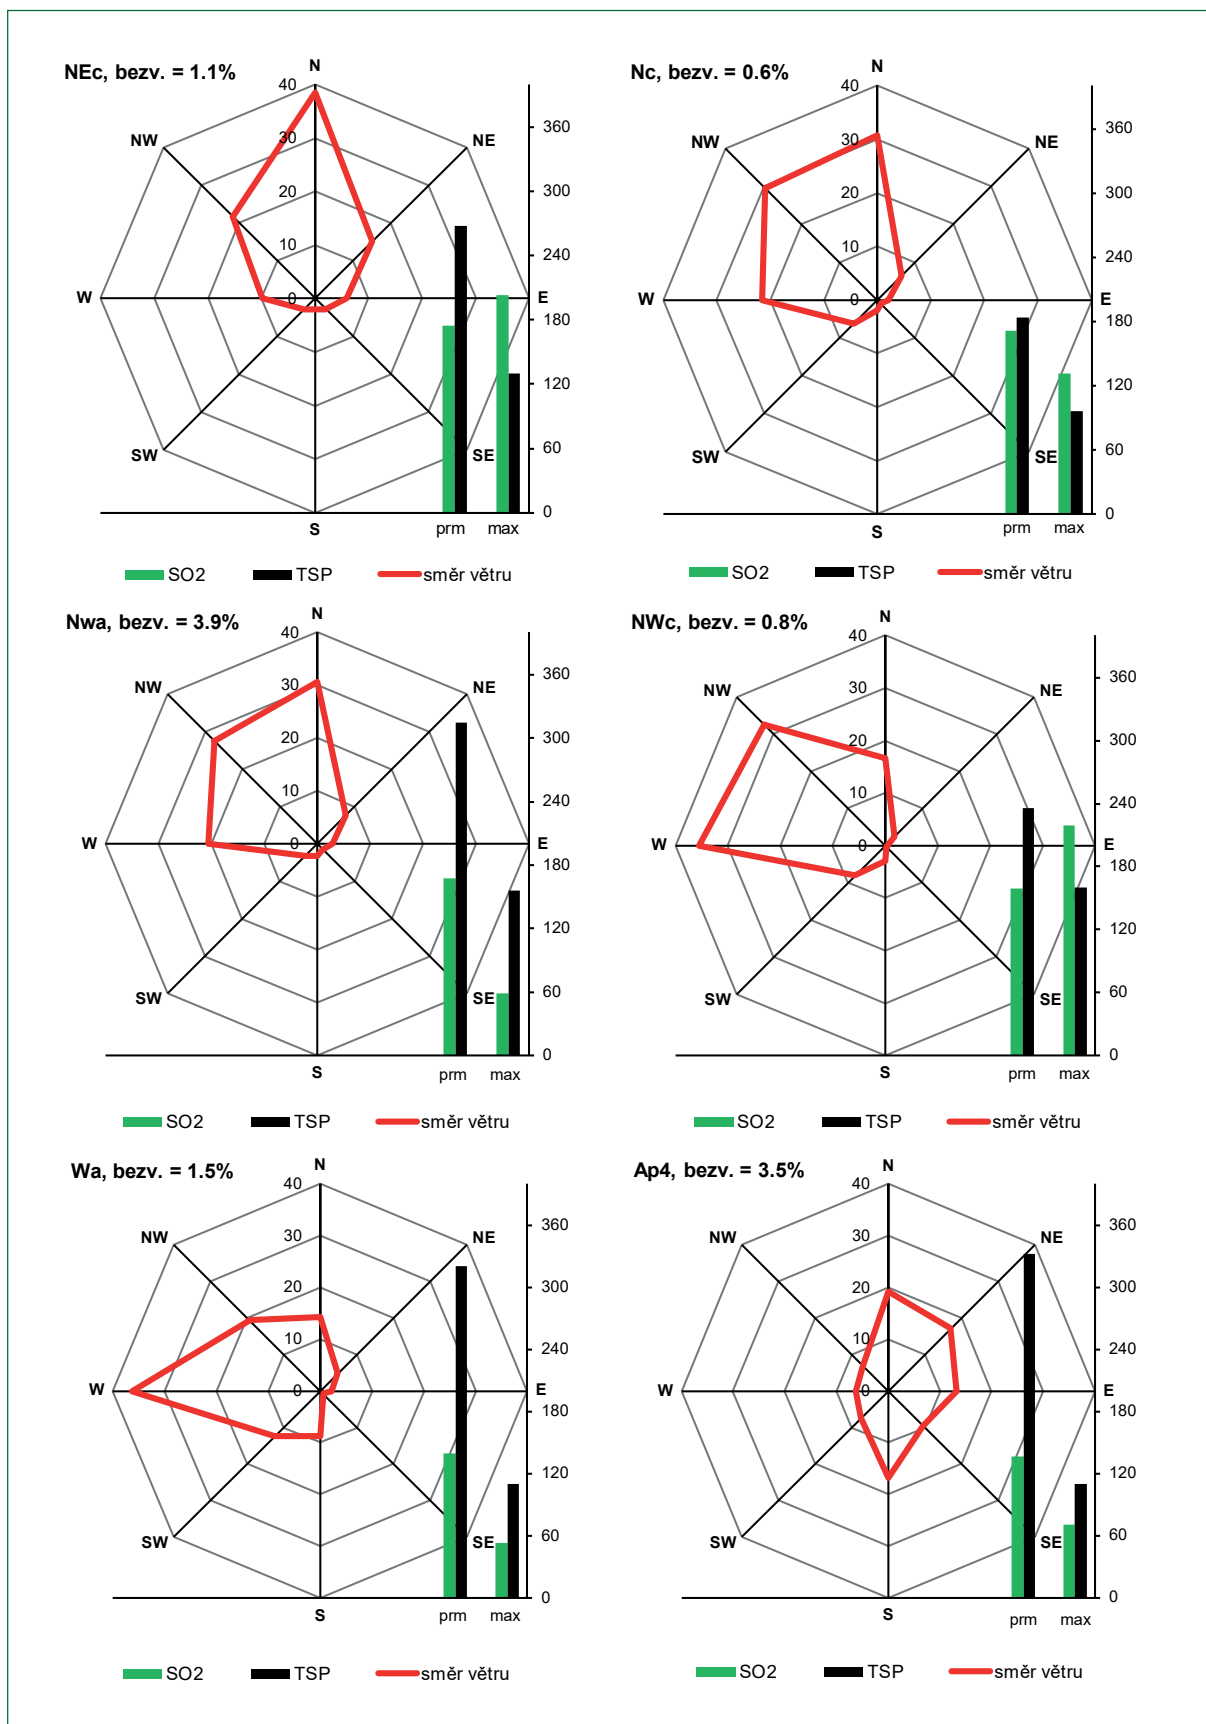 NEc, bezv. = 1.1%
N
40
360
NW
NE
30
300
20
240
10
W
0
E
180
120
SW
SE
60
0
S
prm
max
SO2
TSP
směr větru
Nc, bezv. = 0.6%
N
40
360
NW
NE
30
300
20
240
10
W
0
E
180
120
SW
SE
60
0
S
prm
max
SO2
TSP
směr větru
Nwa, bezv. = 3.9%
N
40
360
NW
NE
30
300
20
240
10
W
0
E
180
120
SW
SE
60
0
S
prm
max
SO2
TSP
směr větru
NWc, bezv. = 0.8%
N
40
360
NW
NE
30
300
20
240
10
W
0
E
180
120
SW
SE
60
0
S
prm
max
SO2
TSP
směr větru
Wa, bezv. = 1.5%
N
40
360
NW
NE
30
300
20
240
10
W
0
E
180
120
SW
SE
60
0
S
prm
max
SO2
TSP
směr větru
Ap4, bezv. = 3.5%
N
40
360
NW
NE
30
300
20
240
10
W
0
E
180
120
SW
SE
60
0
S
prm
max
SO2
TSP
směr větru